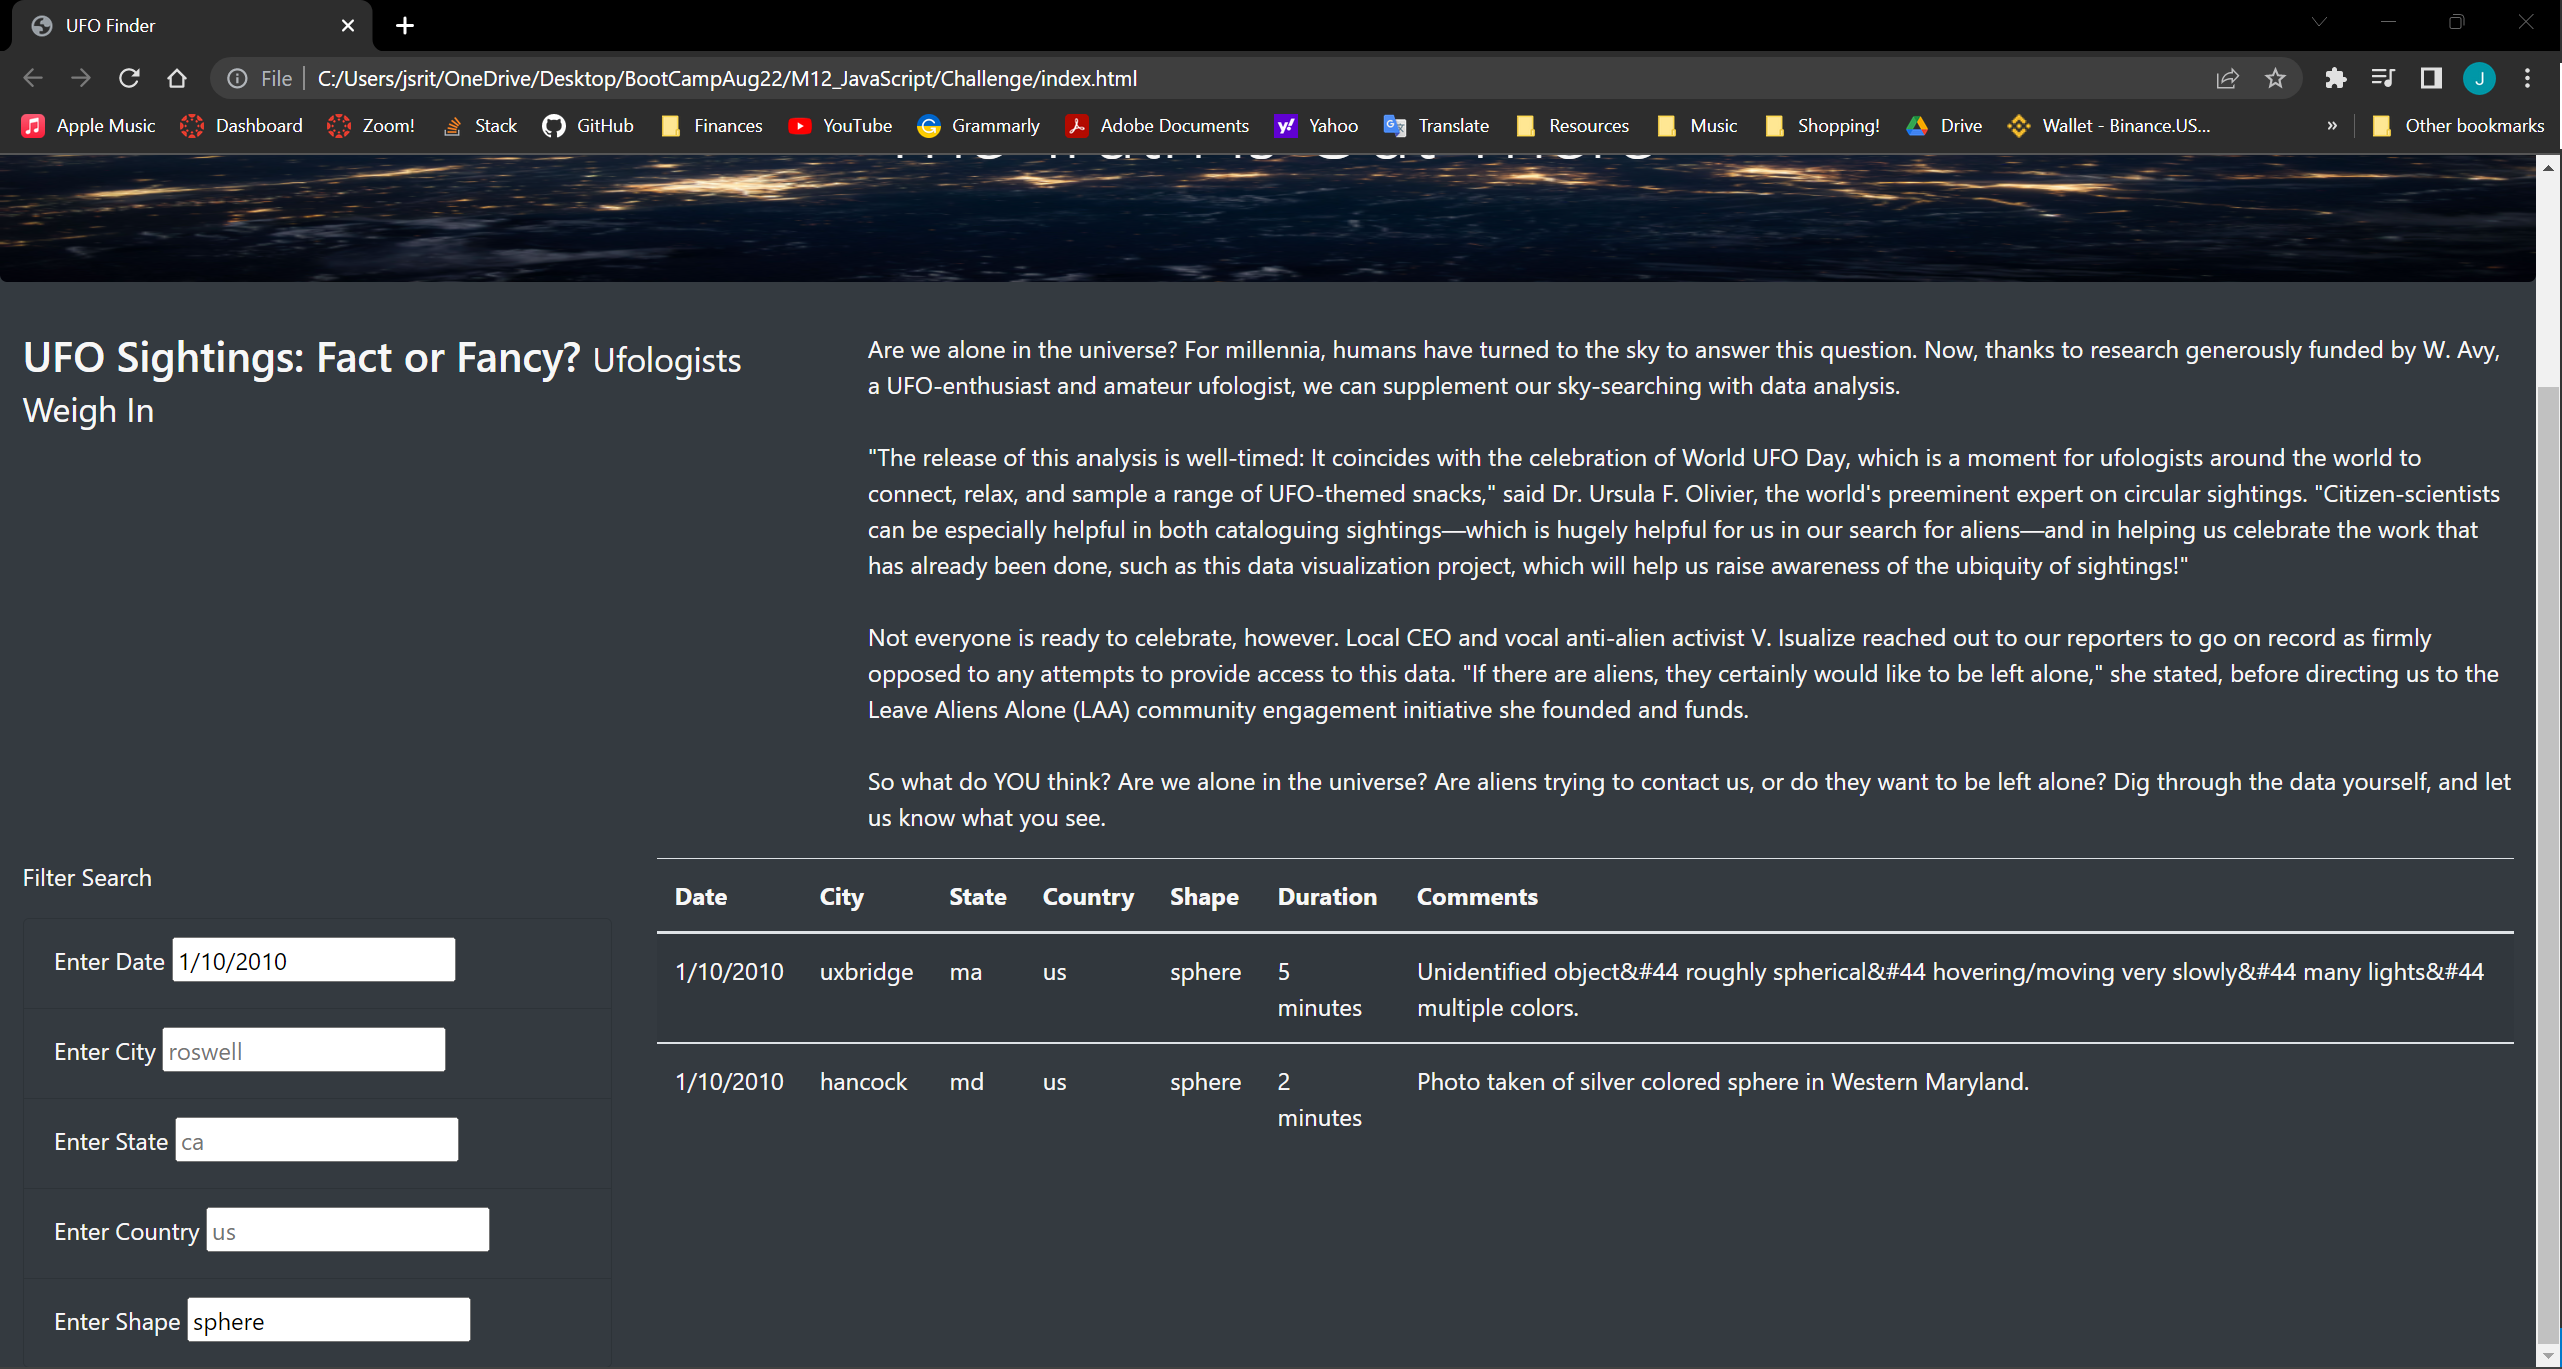 UFO Finder
File C:/Users/jsrit/OneDrive/Desktop/BootCampAug22/M12_JavaScript/Challenge/index.html
J
Apple Music Dashboard Zoom! Stack GitHub Finances YouTube Grammarly Adobe Documents Yahoo Translate Resources Music Shopping! Drive Wallet - Binance.US... » Other bookmarks
UFO Sightings: Fact or Fancy? Ufologists
Weigh In
Are we alone in the universe? For millennia, humans have turned to the sky to answer this question. Now, thanks to research generously funded by W. Avy,
a UFO-enthusiast and amateur ufologist, we can supplement our sky-searching with data analysis.
"The release of this analysis is well-timed: It coincides with the celebration of World UFO Day, which is a moment for ufologists around the world to
connect, relax, and sample a range of UFO-themed snacks," said Dr. Ursula F. Olivier, the world's preeminent expert on circular sightings. "Citizen-scientists
can be especially helpful in both cataloguing sightings—which is hugely helpful for us in our search for aliens—and in helping us celebrate the work that
has already been done, such as this data visualization project, which will help us raise awareness of the ubiquity of sightings!"
Not everyone is ready to celebrate, however. Local CEO and vocal anti-alien activist V. Isualize reached out to our reporters to go on record as firmly
opposed to any attempts to provide access to this data. "If there are aliens, they certainly would like to be left alone," she stated, before directing us to the
Leave Aliens Alone (LAA) community engagement initiative she founded and funds.
So what do YOU think? Are we alone in the universe? Are aliens trying to contact us, or do they want to be left alone? Dig through the data yourself, and let
us know what you see.
Filter Search
Enter Date 1/10/2010
Enter City roswell
Enter State ca
Enter Country us
Enter Shape sphere
Date City State Country Shape Duration Comments
1/10/2010 uxbridge ma us sphere 5 Unidentified object&#44 roughly spherical&#44 hovering/moving very slowly&#44 many lights&#44
minutes multiple colors.
1/10/2010 hancock md us sphere 2 Photo taken of silver colored sphere in Western Maryland.
minutes